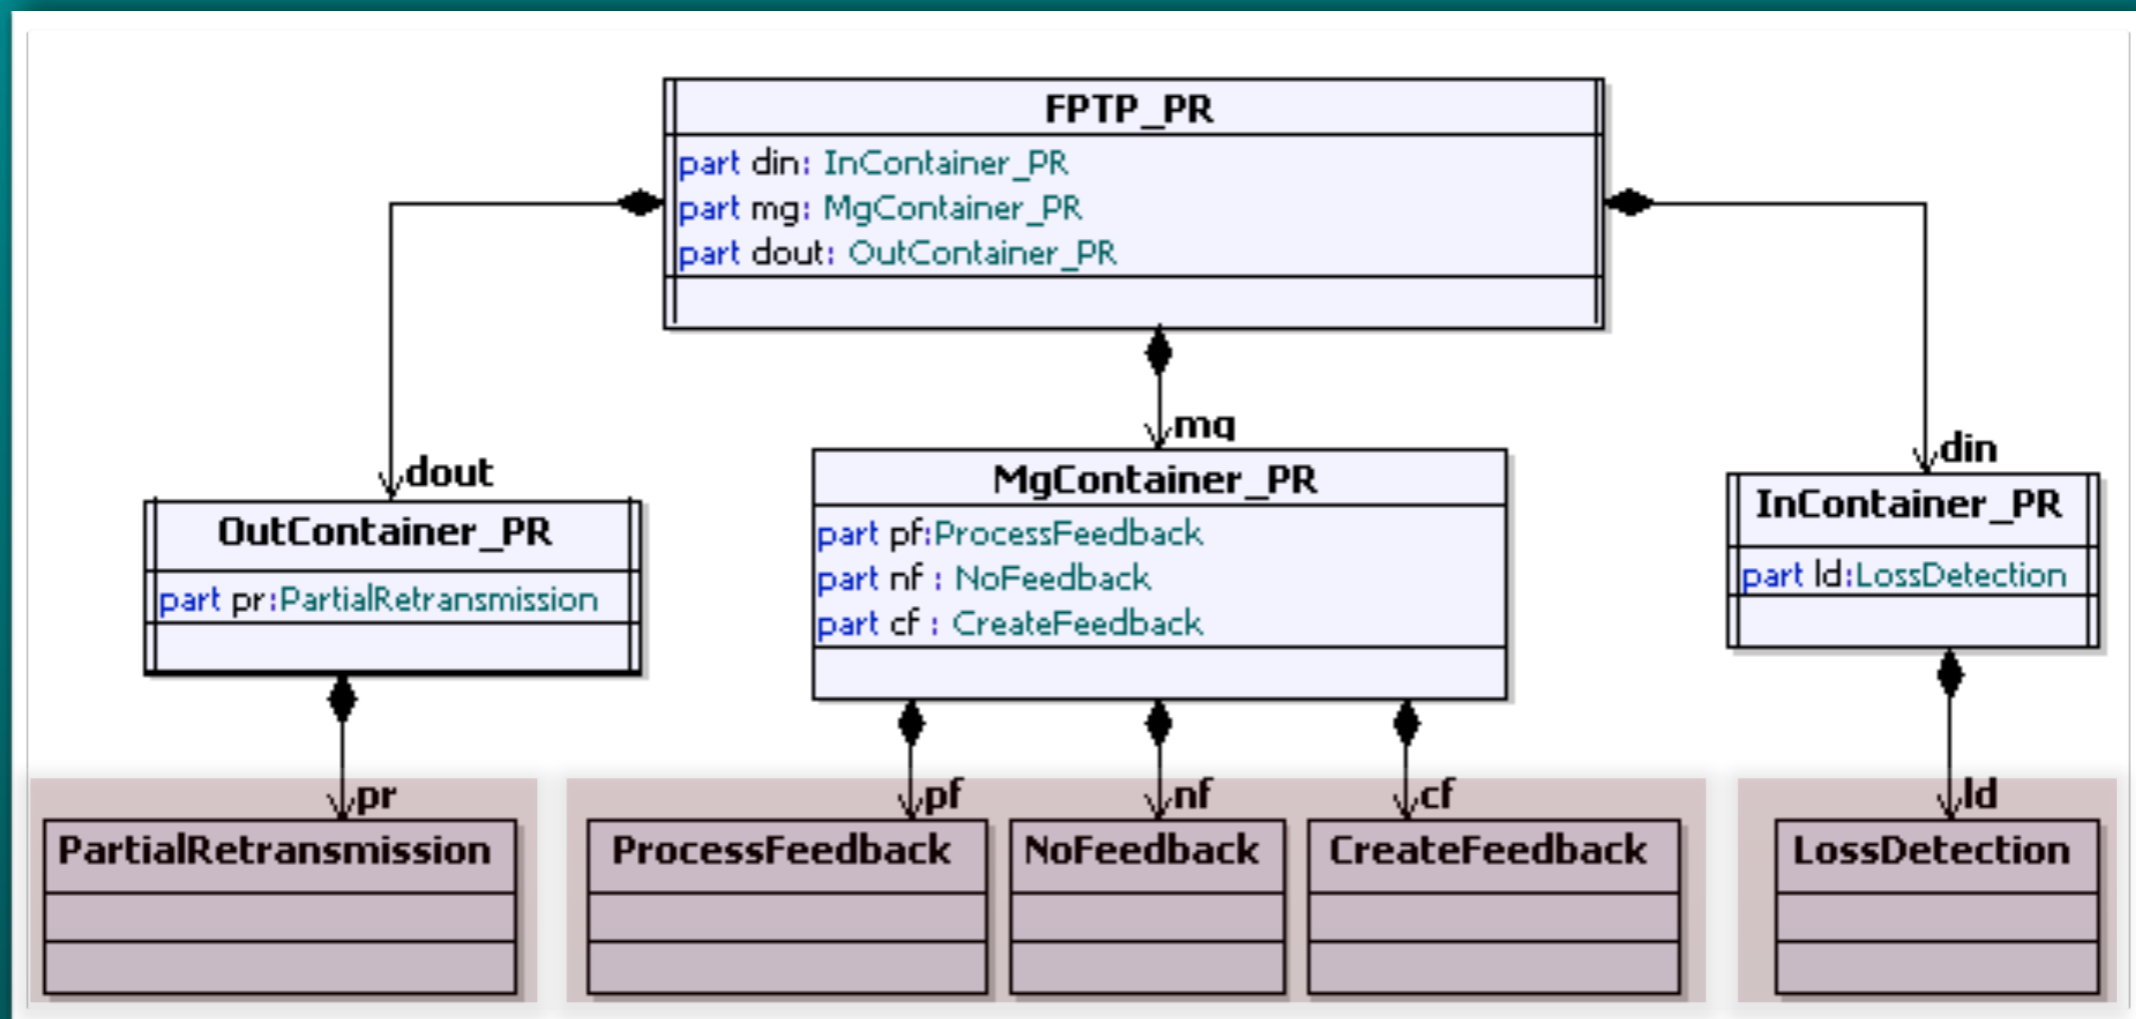 FPTP_PR
part din: InContainer_PR
part mg: MgContainer_PR
part dout: OutContainer_PR
mg
dout
din
OutContainer_PR
part pr:PartialRetransmission
MgContainer_PR
part pf:ProcessFeedback
part nf : NoFeedback
part cf : CreateFeedback
InContainer_PR
part ld:LossDetection
pr
pf
nf
cf
ld
PartialRetransmission
ProcessFeedback
NoFeedback
CreateFeedback
LossDetection